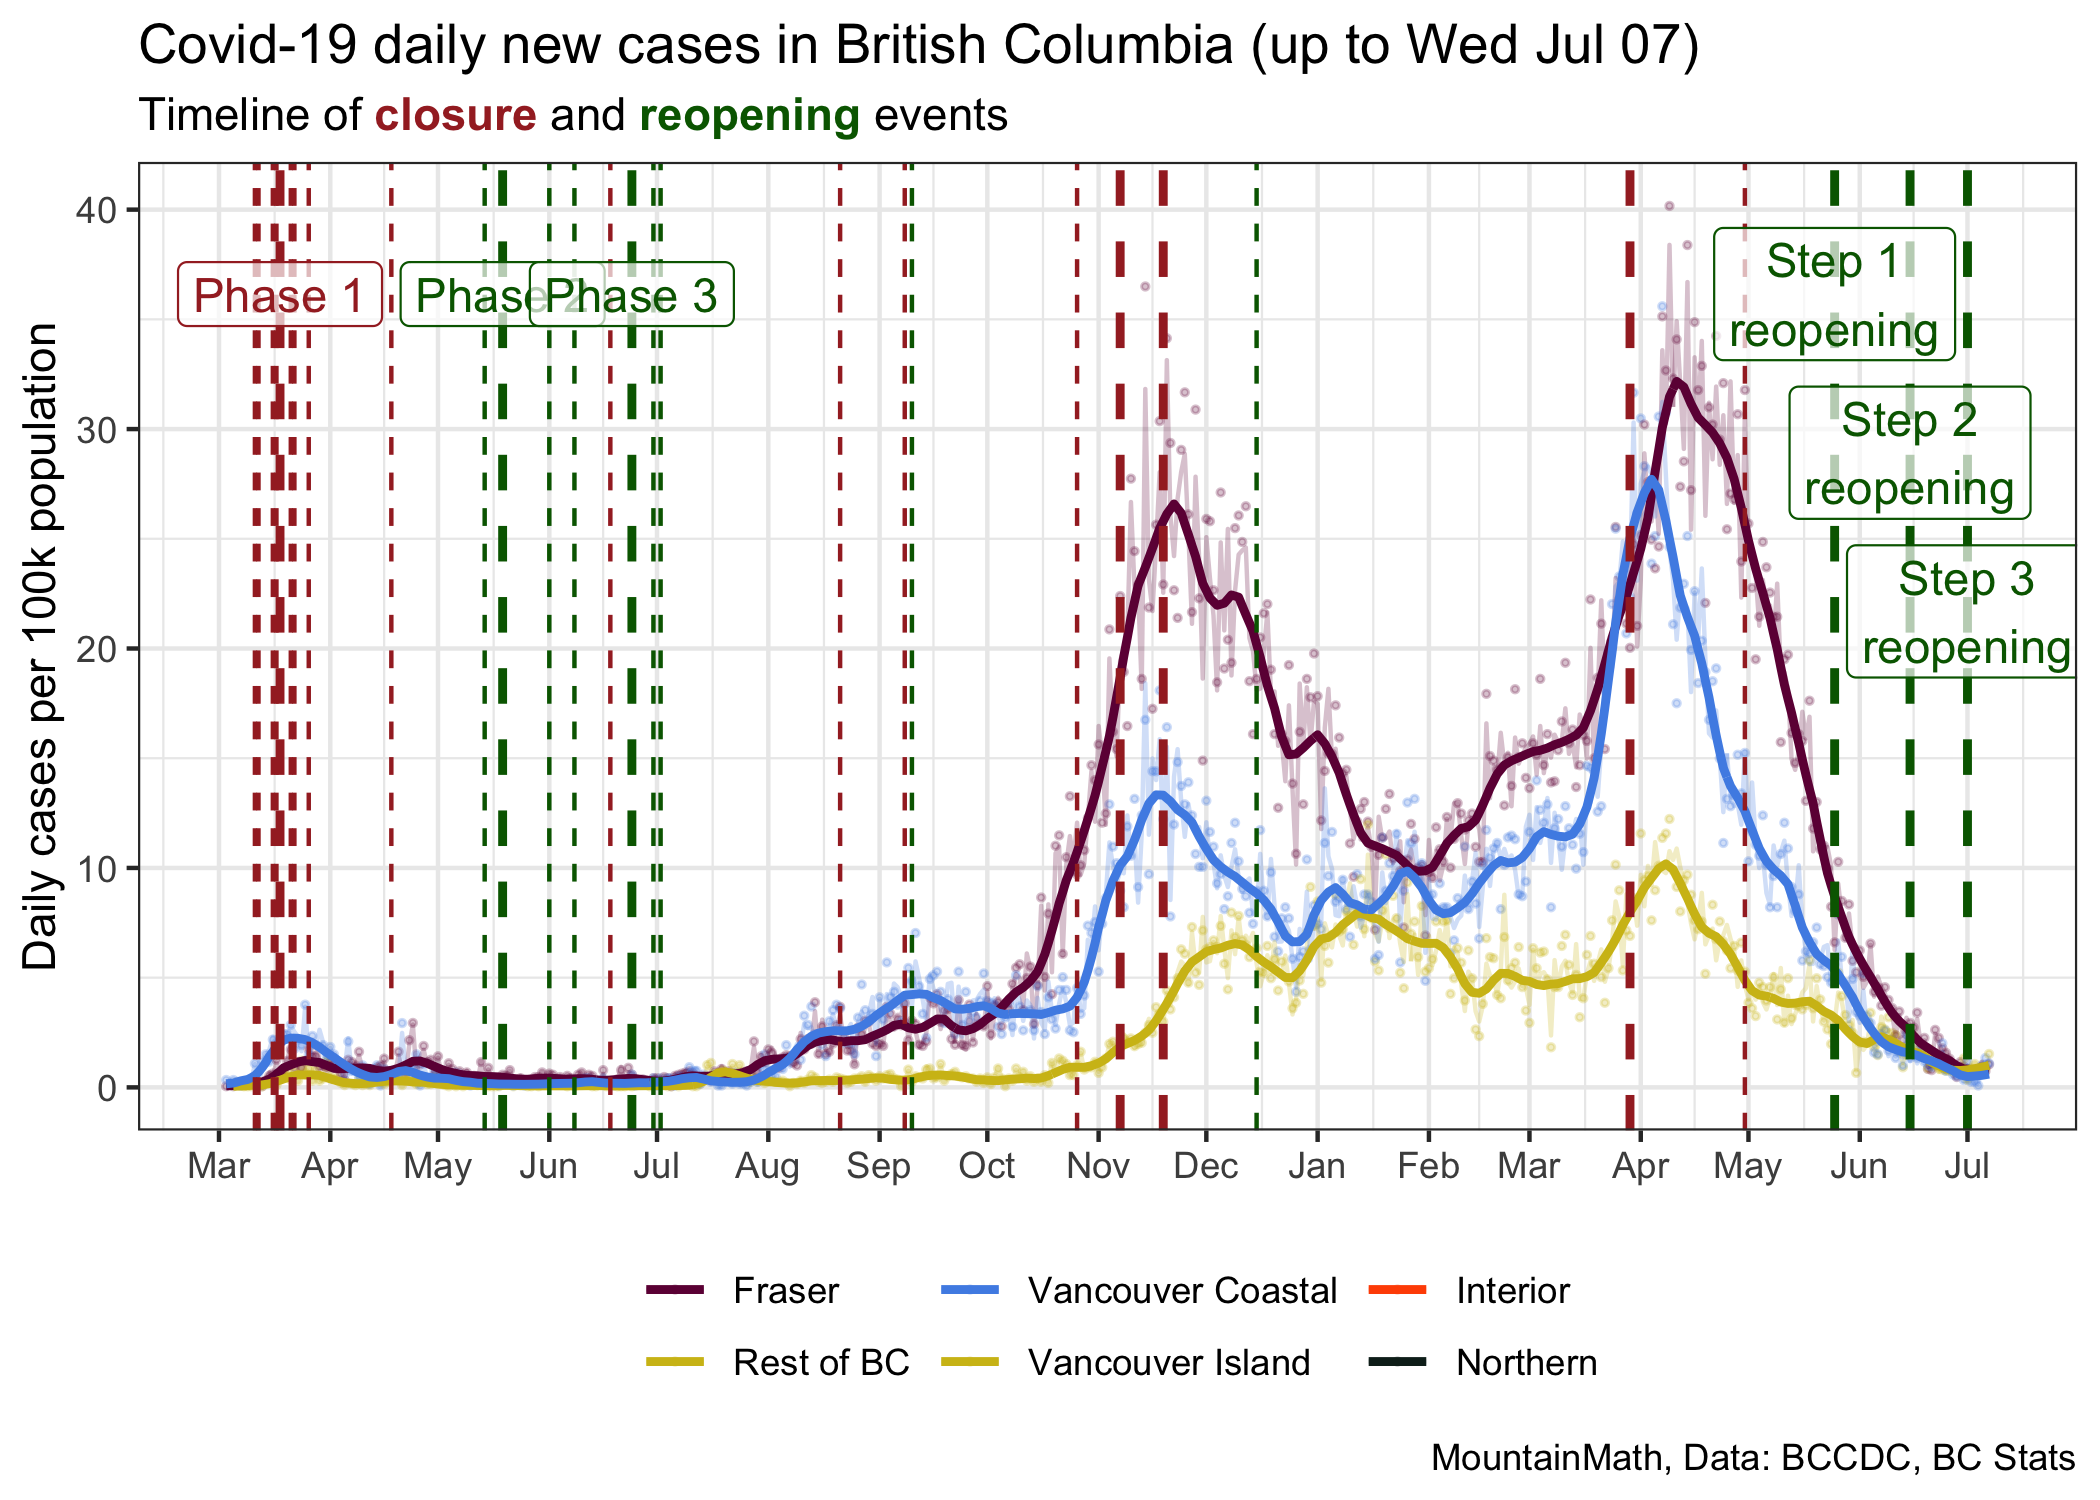 Covid-19 daily new cases in British Columbia (up to Wed Jul 07)
Timeline of closure and reopening events
Daily cases per 100k population
40
30
20
10
0
Phase 1
Phase 2
Phase 3
Step 1
reopening
Step 2
reopening
Step 3
reopening
Mar Apr May Jun Jul Aug Sep Oct Nov Dec Jan Feb Mar Apr May Jun Jul
Fraser Vancouver Coastal Interior
Rest of BC Vancouver Island Northern
MountainMath, Data: BCCDC, BC Stats